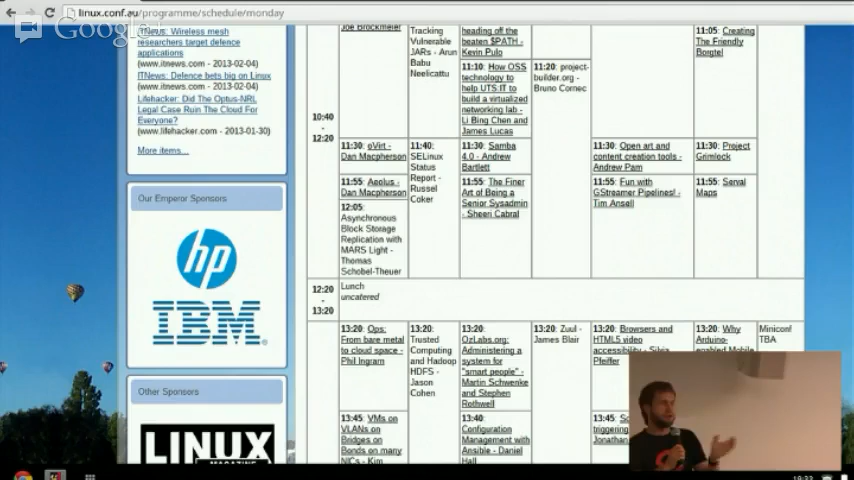 linux.conf.au/programme/schedule/monday
Google+
ITNews: Wireless mesh
researchers target defence
applications
(www.itnews.com - 2013-02-04)
ITNews: Defence bets big on Linux
(www.itnews.com - 2013-02-04)
Lifehacker: Did The Optus-NRL
Legal Case Ruin The Cloud For
Everyone?
(www.lifehacker.com - 2013-01-30)
More items...
Our Emperor Sponsors
hp
IBM
Other Sponsors
LINUX
MAGAZINE
10:40
-
12:20
Joe Brockmeier
11:30: oVirt -
Dan Macpherson
11:55: Aeolus -
Dan Macpherson
12:05:
Asynchronous
Block Storage
Replication with
MARS Light -
Thomas
Schobel-Theuer
Tracking
Vulnerable
JARs - Arun
Babu
Neelicattu
11:40:
SELinux
Status
Report -
Russel
Coker
heading off the
beaten $PATH -
Kevin Pulo
11:10: How OSS
technology to
help UTS:IT to
build a virtualized
networking lab -
Li Bing Chen and
James Lucas
11:30: Samba
4.0 - Andrew
Bartlett
11:55: The Finer
Art of Being a
Senior Sysadmin
- Sheeri Cabral
11:20: project-
builder.org -
Bruno Cornec
11:30: Open art and
content creation tools -
Andrew Pam
11:55: Fun with
GStreamer Pipelines! -
Tim Ansell
11:05: Creating
The Friendly
Borgtel
11:30: Project
Grimlock
11:55: Serval
Maps
12:20
-
13:20
Lunch
uncatered
13:20: Ops:
From bare metal
to cloud space -
Phil Ingram
13:45: VMs on
VLANs on
Bridges on
Bonds on many
NICs - Kim
13:20:
Trusted
Computing
and Hadoop
HDFS -
Jason
Cohen
13:20:
OzLabs.org:
Administering a
system for
"smart people" -
Martin Schwenke
and Stephen
Rothwell
13:40:
Configuration
Management with
Ansible - Daniel
Hall
13:20: Zuul -
James Blair
13:20: Browsers and
HTML5 video
accessibility - Silvia
Pfeiffer
13:45:
triggering
Jonathan
13:20: Why
Arduino-
enabled Mobile
Miniconf
TBA